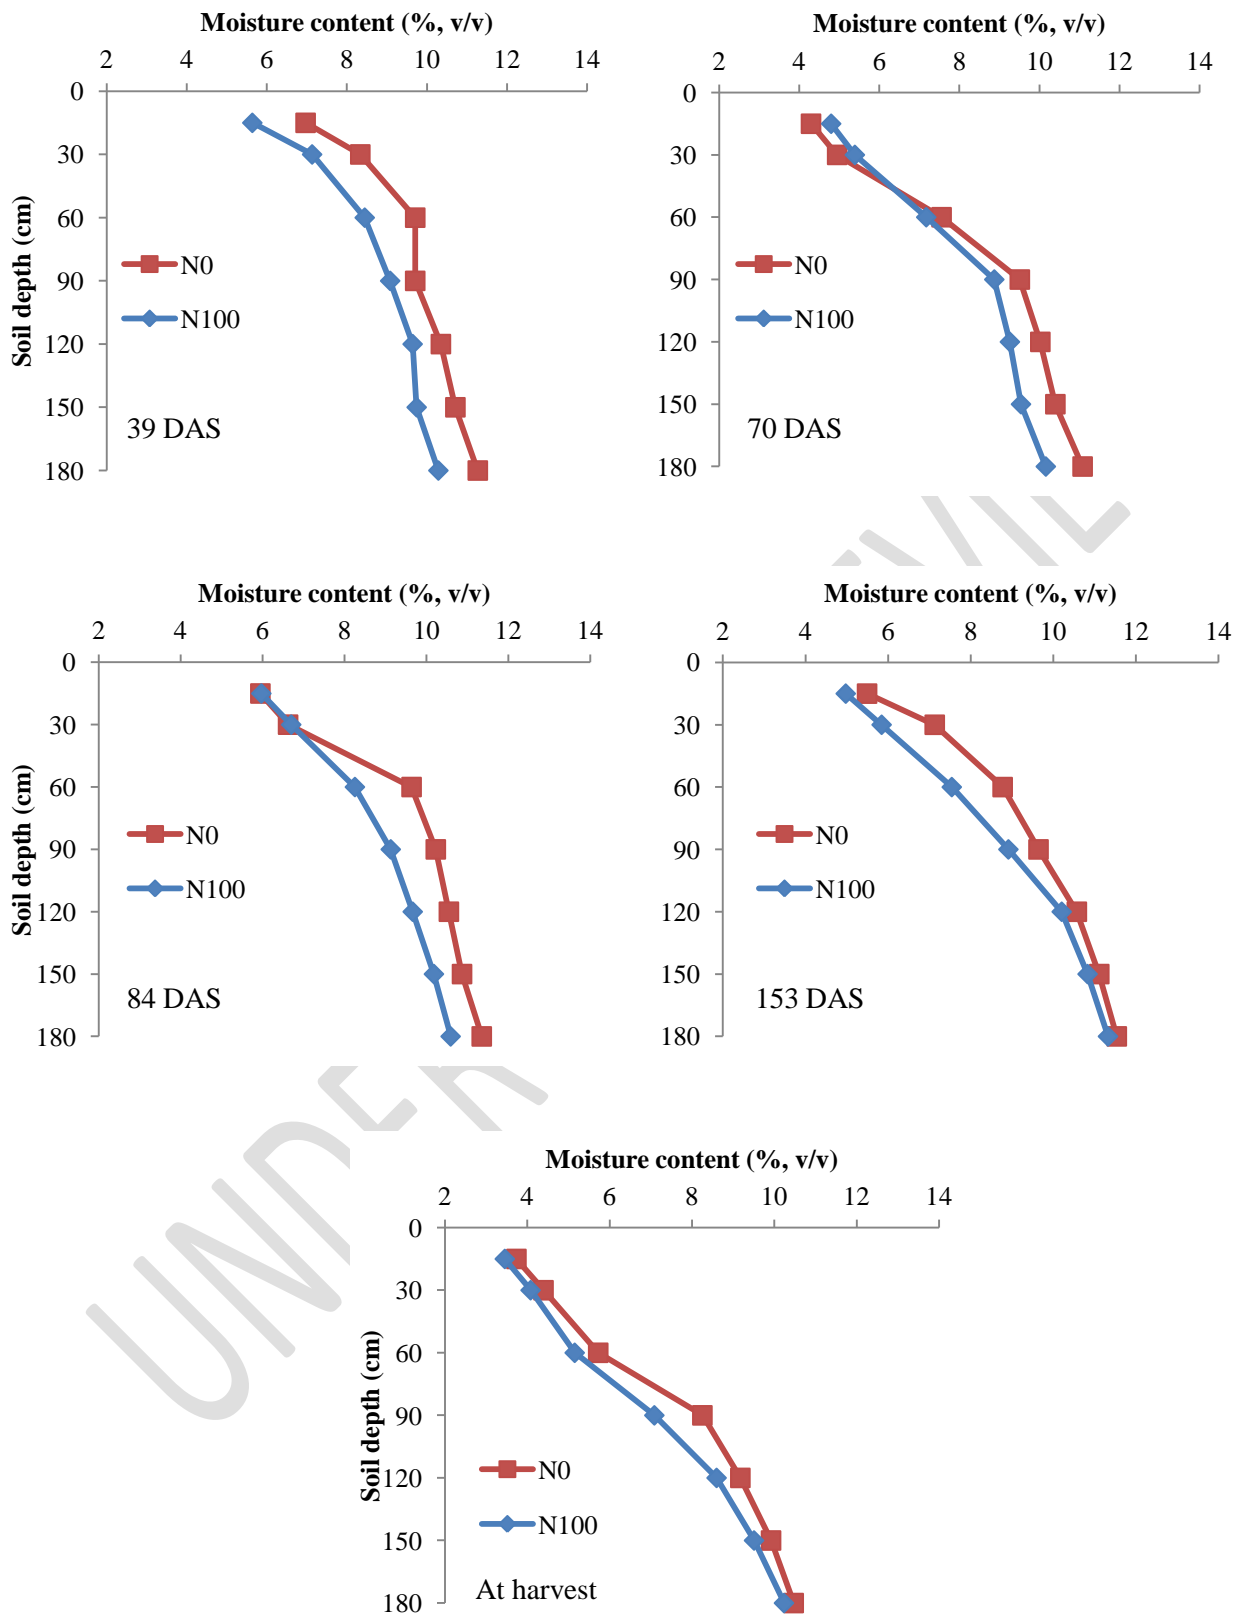 Moisture content (%, v/v)
2 4 6 8 10 12 14
0
30
60
90
120
150
180
Soil depth (cm)
N0
N100
39 DAS
Moisture content (%, v/v)
2 4 6 8 10 12 14
0
30
60
90
120
150
180
N0
N100
70 DAS
Moisture content (%, v/v)
2 4 6 8 10 12 14
0
30
60
90
120
150
180
Soil depth (cm)
N0
N100
84 DAS
Moisture content (%, v/v)
2 4 6 8 10 12 14
0
30
60
90
120
150
180
N0
N100
153 DAS
Moisture content (%, v/v)
2 4 6 8 10 12 14
0
30
60
90
120
150
180
Soil depth (cm)
N0
N100
At harvest